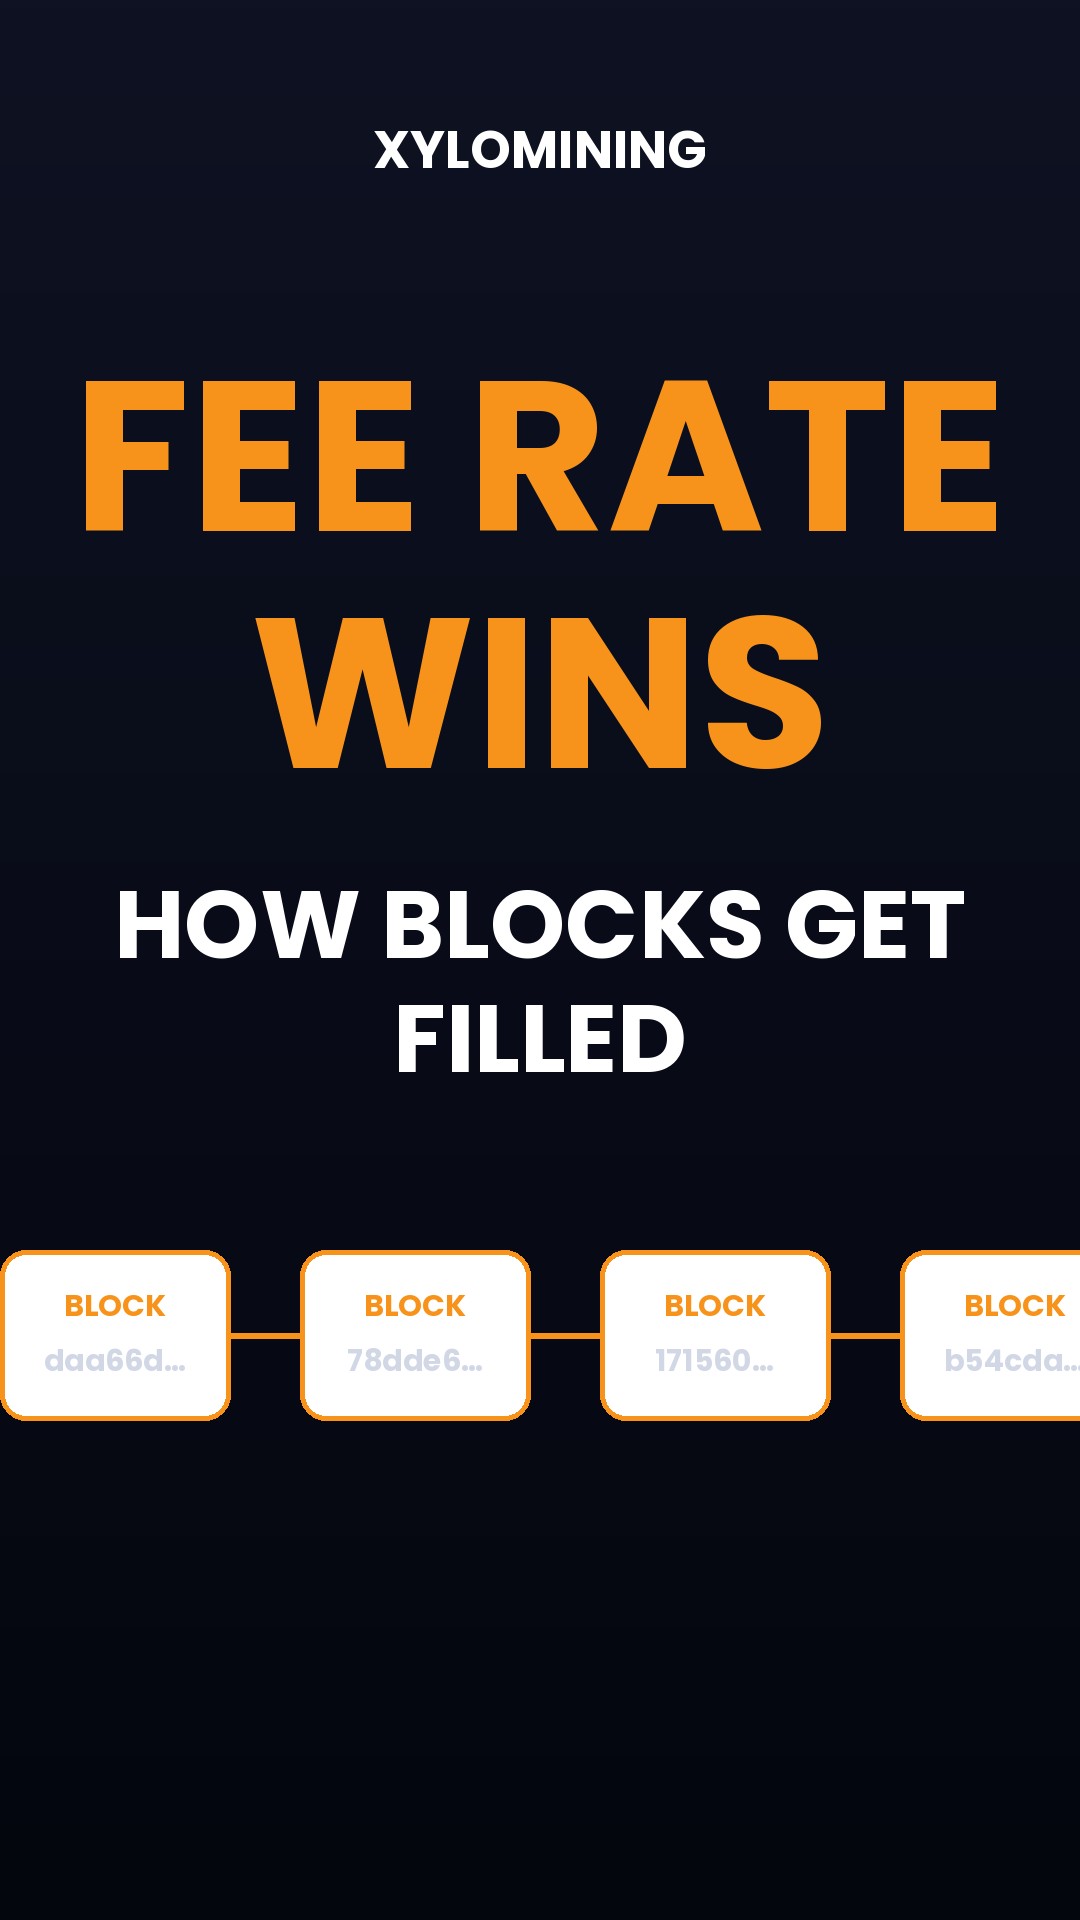 XYLOMINING
FEE RATE
WINS
HOW BLOCKS GET
FILLED
BLOCK BLOCK BLOCK BLOCK
daa66d... 78dde6... 171560... b54cda...